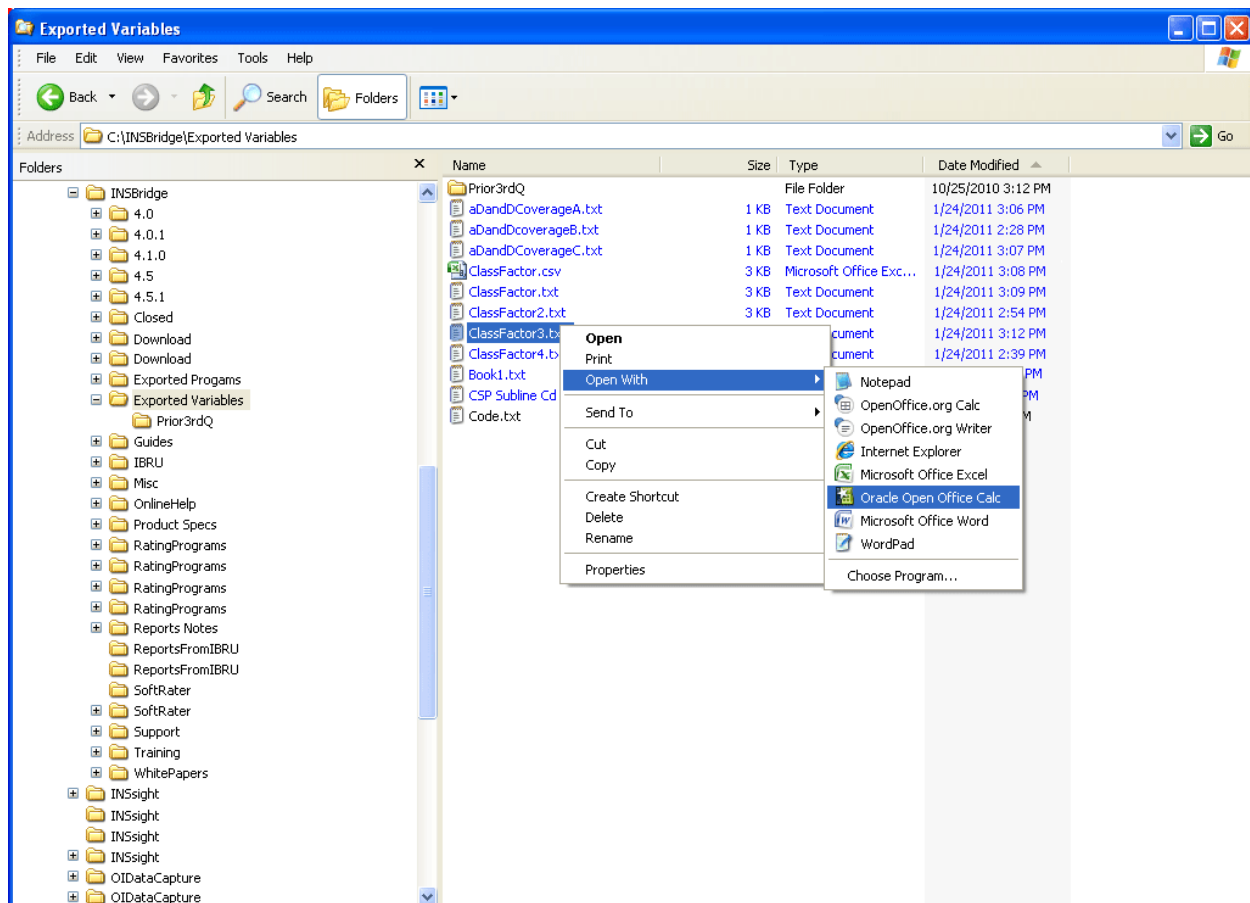 Exported Variables
File Edit View Favorites Tools Help
Back Search Folders
Address C:\INSBridge\Exported Variables Go
Folders
INSBridge
4.0
4.0.1
4.1.0
4.5
4.5.1
Closed
Download
Download
Exported Progams
Exported Variables
Prior3rdQ
Guides
IBRU
Misc
OnlineHelp
Product Specs
RatingPrograms
RatingPrograms
RatingPrograms
RatingPrograms
Reports Notes
ReportsFromIBRU
ReportsFromIBRU
SoftRater
SoftRater
Support
Training
WhitePapers
INSsight
INSsight
INSsight
INSsight
OIDataCapture
OIDataCapture
Name Size Type Date Modified
Prior3rdQ File Folder 10/25/2010 3:12 PM
aDandDCoverageA.txt 1 KB Text Document 1/24/2011 3:06 PM
aDandDcoverageB.txt 1 KB Text Document 1/24/2011 2:28 PM
aDandDCoverageC.txt 1 KB Text Document 1/24/2011 3:07 PM
ClassFactor.csv 3 KB Microsoft Office Exc... 1/24/2011 3:08 PM
ClassFactor.txt 3 KB Text Document 1/24/2011 3:09 PM
ClassFactor2.txt 3 KB Text Document 1/24/2011 2:54 PM
ClassFactor3.tx cument 1/24/2011 3:12 PM
ClassFactor4.tx cument 1/24/2011 2:39 PM
Book1.txt PM
CSP Subline Cd PM
Code.txt M
Open
Print
Open With
Send To
Cut
Copy
Create Shortcut
Delete
Rename
Properties
Notepad
OpenOffice.org Calc
OpenOffice.org Writer
Internet Explorer
Microsoft Office Excel
Oracle Open Office Calc
Microsoft Office Word
WordPad
Choose Program...